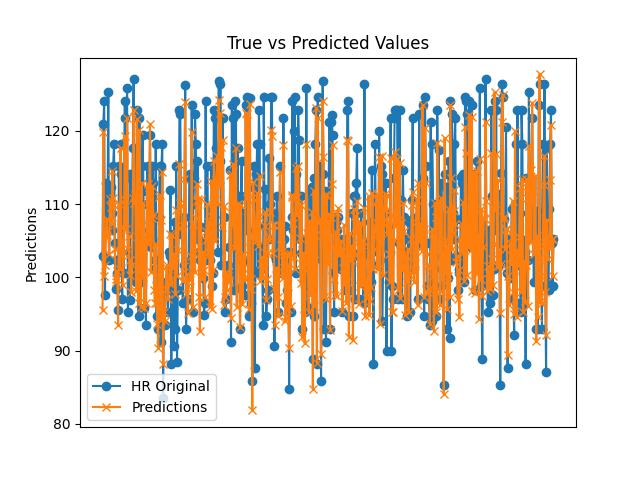 True vs Predicted Values
Predictions
120
110
100
90
80
HR Original
Predictions